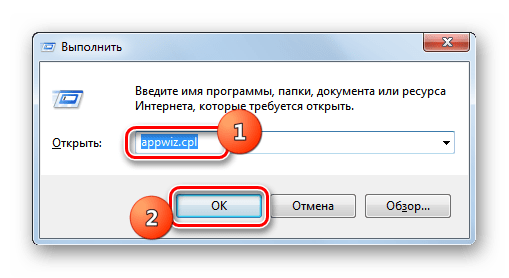 Выполнить
Введите имя программы, папки, документа или ресурса
Интернета, которые требуется открыть.
Открыть: appwiz.cpl 1
2 ОК Отмена Обзор...